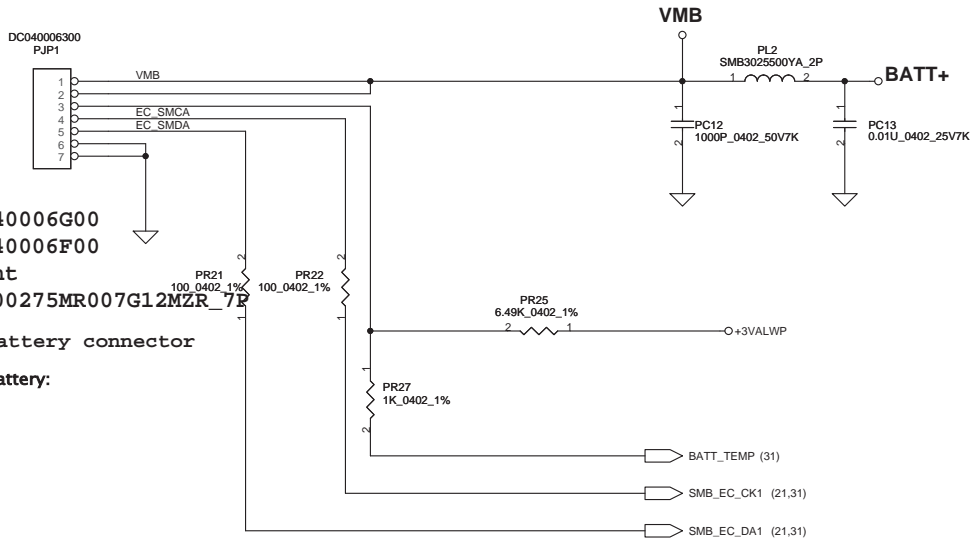 VMB
DC040006300
PJP1
PL2
SMB3025500YA_2P
1 VMB
1 2
BATT+
2
3
4 EC_SMCA
5 EC_SMDA
6
7
1
2
PC12
1000P_0402_50V7K
1
2
PC13
0.01U_0402_25V7K
40006G00
40006F00
nt
00275MR007G12MZR_7P
attery connector
attery:
2
PR21
100_0402_1%
1
2
PR22
100_0402_1%
1
PR25
6.49K_0402_1%
2 1
+3VALWP
1
PR27
1K_0402_1%
2
BATT_TEMP (31)
SMB_EC_CK1 (21,31)
SMB_EC_DA1 (21,31)